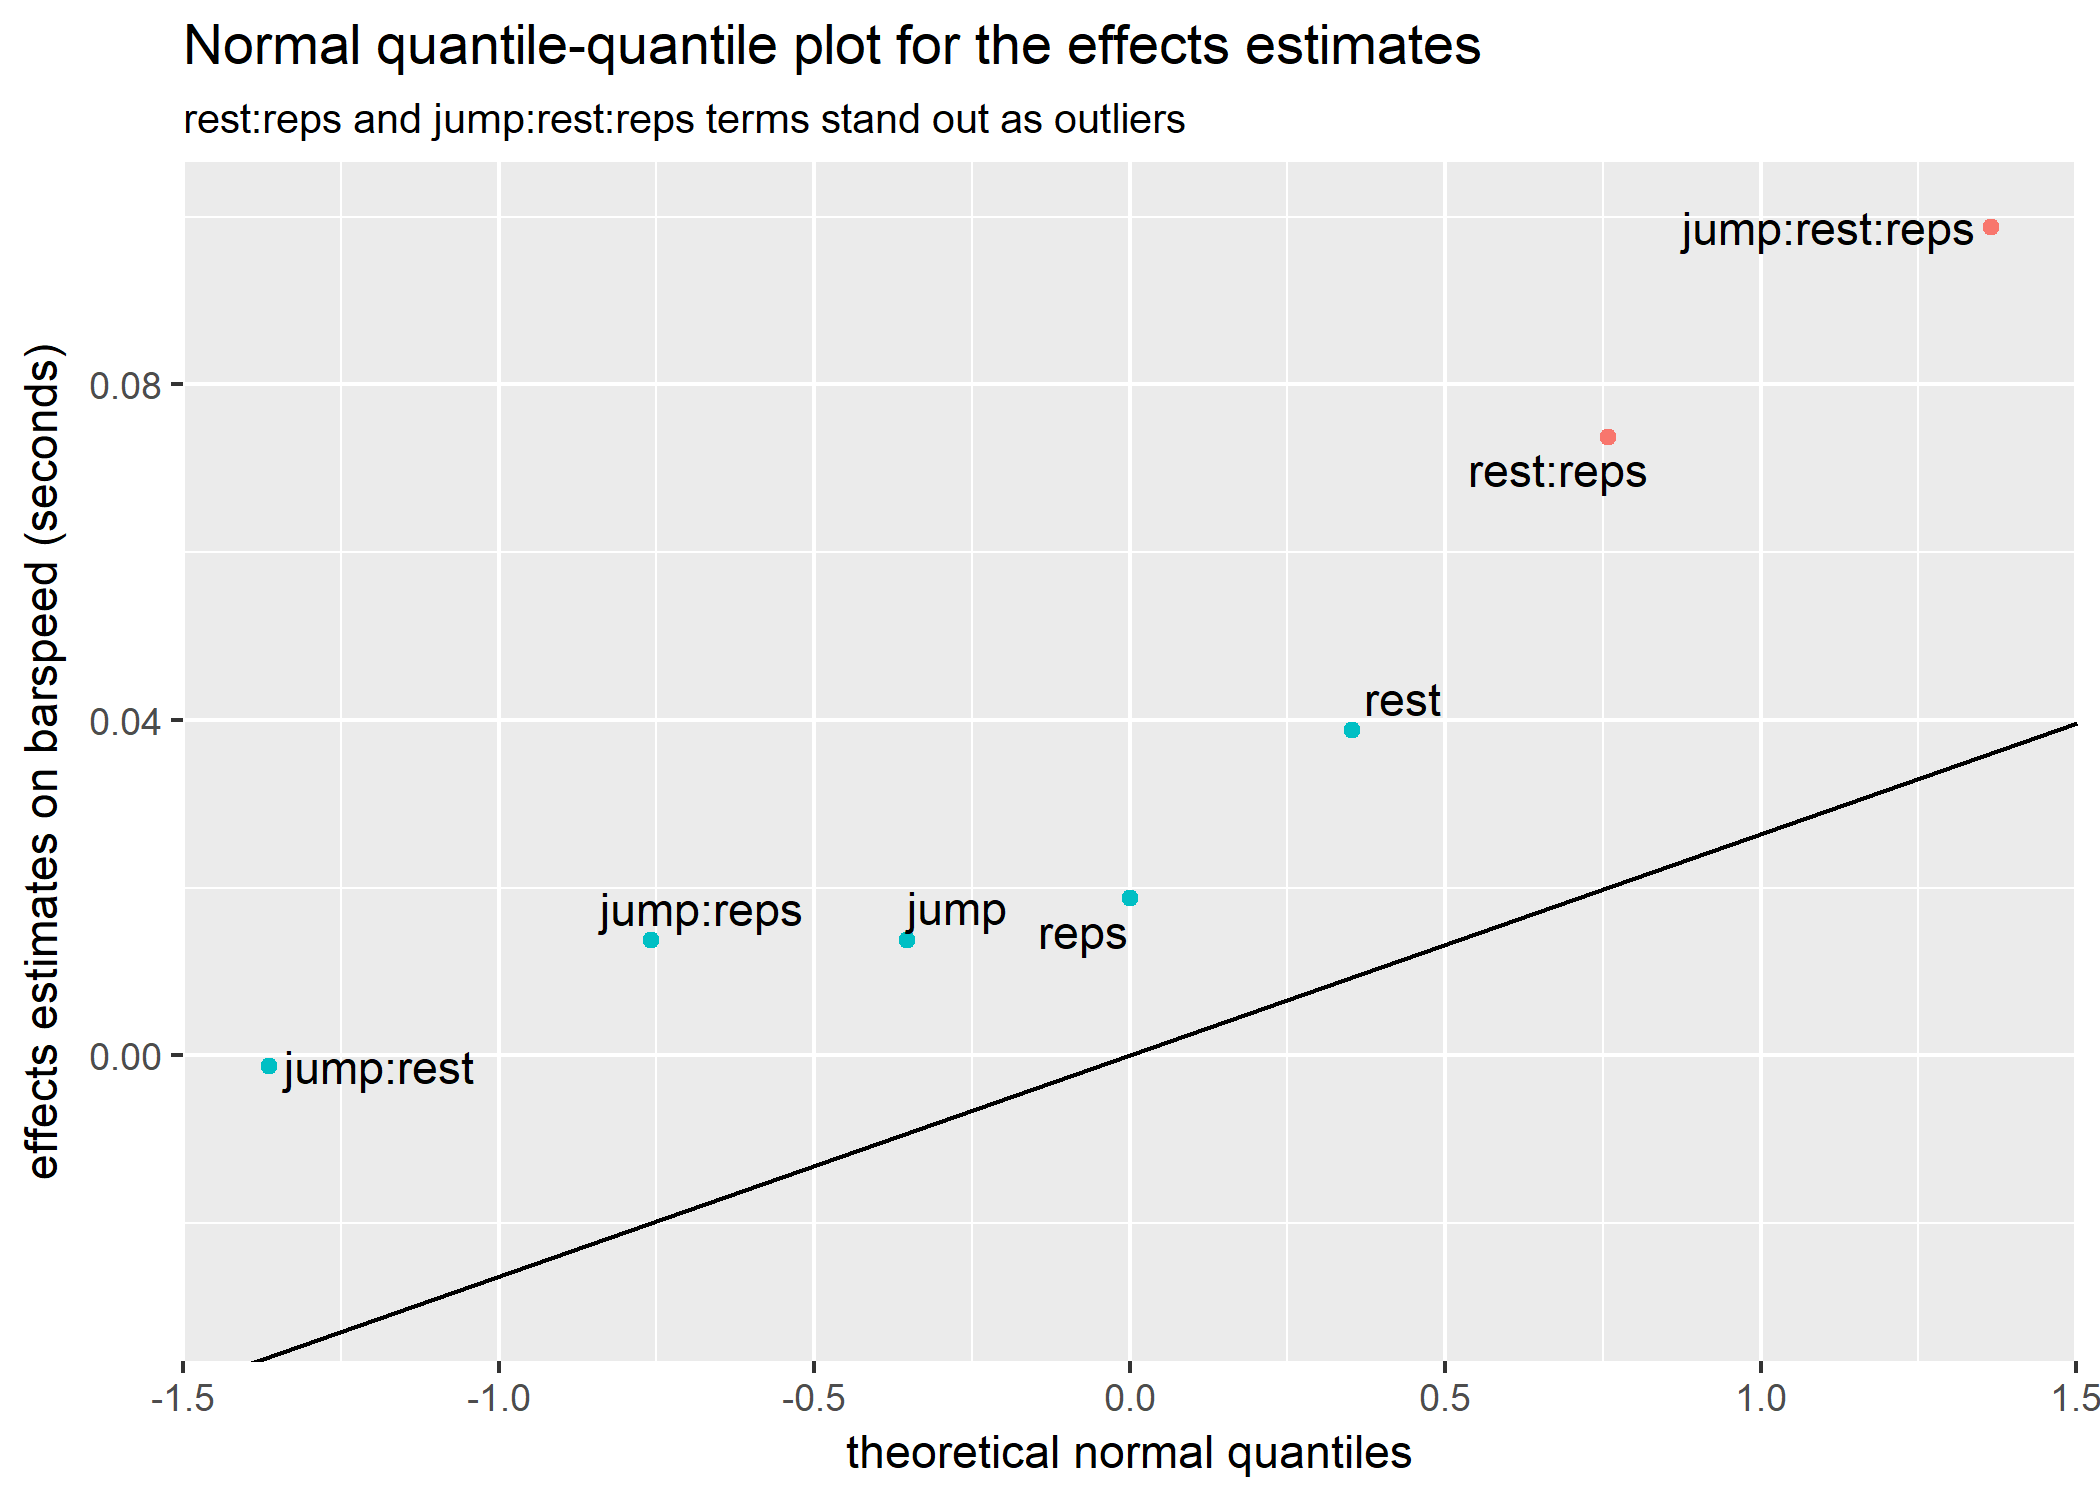 Normal quantile-quantile plot for the effects estimates
rest:reps and jump:rest:reps terms stand out as outliers
effects estimates on barspeed (seconds)
0.08
0.04
0.00
jump:rest:reps
rest:reps
rest
jump:reps
jump
reps
jump:rest
-1.5
-1.0
-0.5
0.0
0.5
1.0
1.5
theoretical normal quantiles